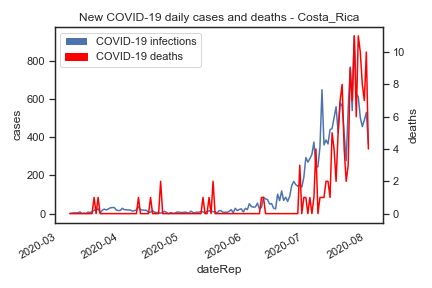 New COVID-19 daily cases and deaths - Costa_Rica
COVID-19 infections
COVID-19 deaths
800
600
400
200
0
cases
10
8
6
4
2
0
deaths
2020-03
2020-04
2020-05
2020-06
2020-07
2020-08
dateRep